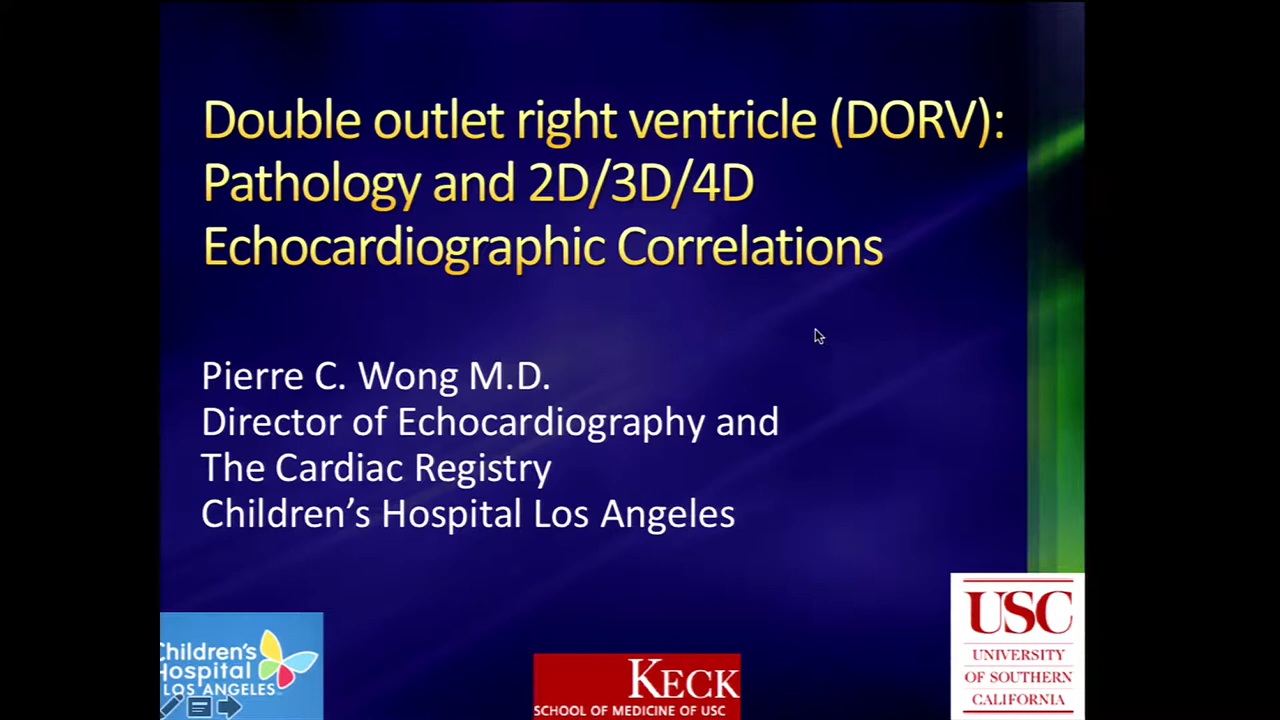 Double outlet right ventricle (DORV):
Pathology and 2D/3D/4D
Echocardiographic Correlations
Pierre C. Wong M.D.
Director of Echocardiography and
The Cardiac Registry
Children’s Hospital Los Angeles
Children's
Hospital
LOS ANGELES
KECK
SCHOOL OF MEDICINE OF USC
USC
UNIVERSITY
OF SOUTHERN
CALIFORNIA